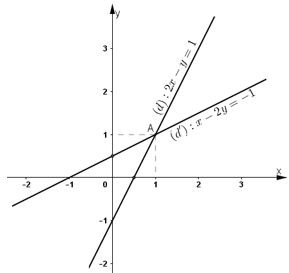 y
3
(d) : 2x − y = 1
2
A
1
(d') : x − 2y = −1
x
-2 -1 0 1 2 3
-1
-2